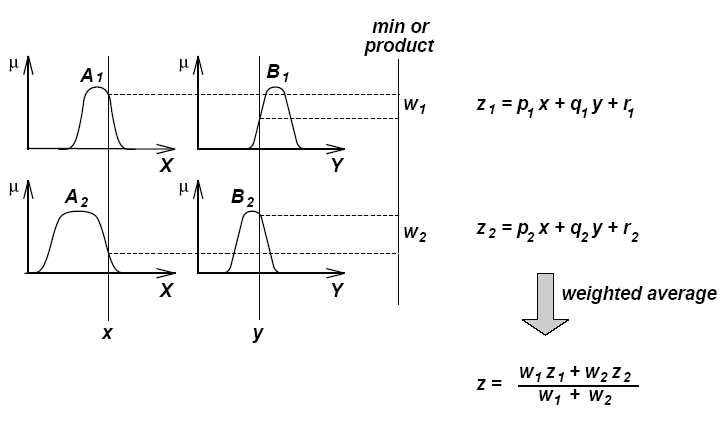 min or
product
μ
A1
μ
B1
w1
z1 = p1 x + q1 y + r1
X
Y
μ
A2
μ
B2
w2
z2 = p2 x + q2 y + r2
X
Y
weighted average
x
y
z = w1 z1 + w2 z2
w1 + w2